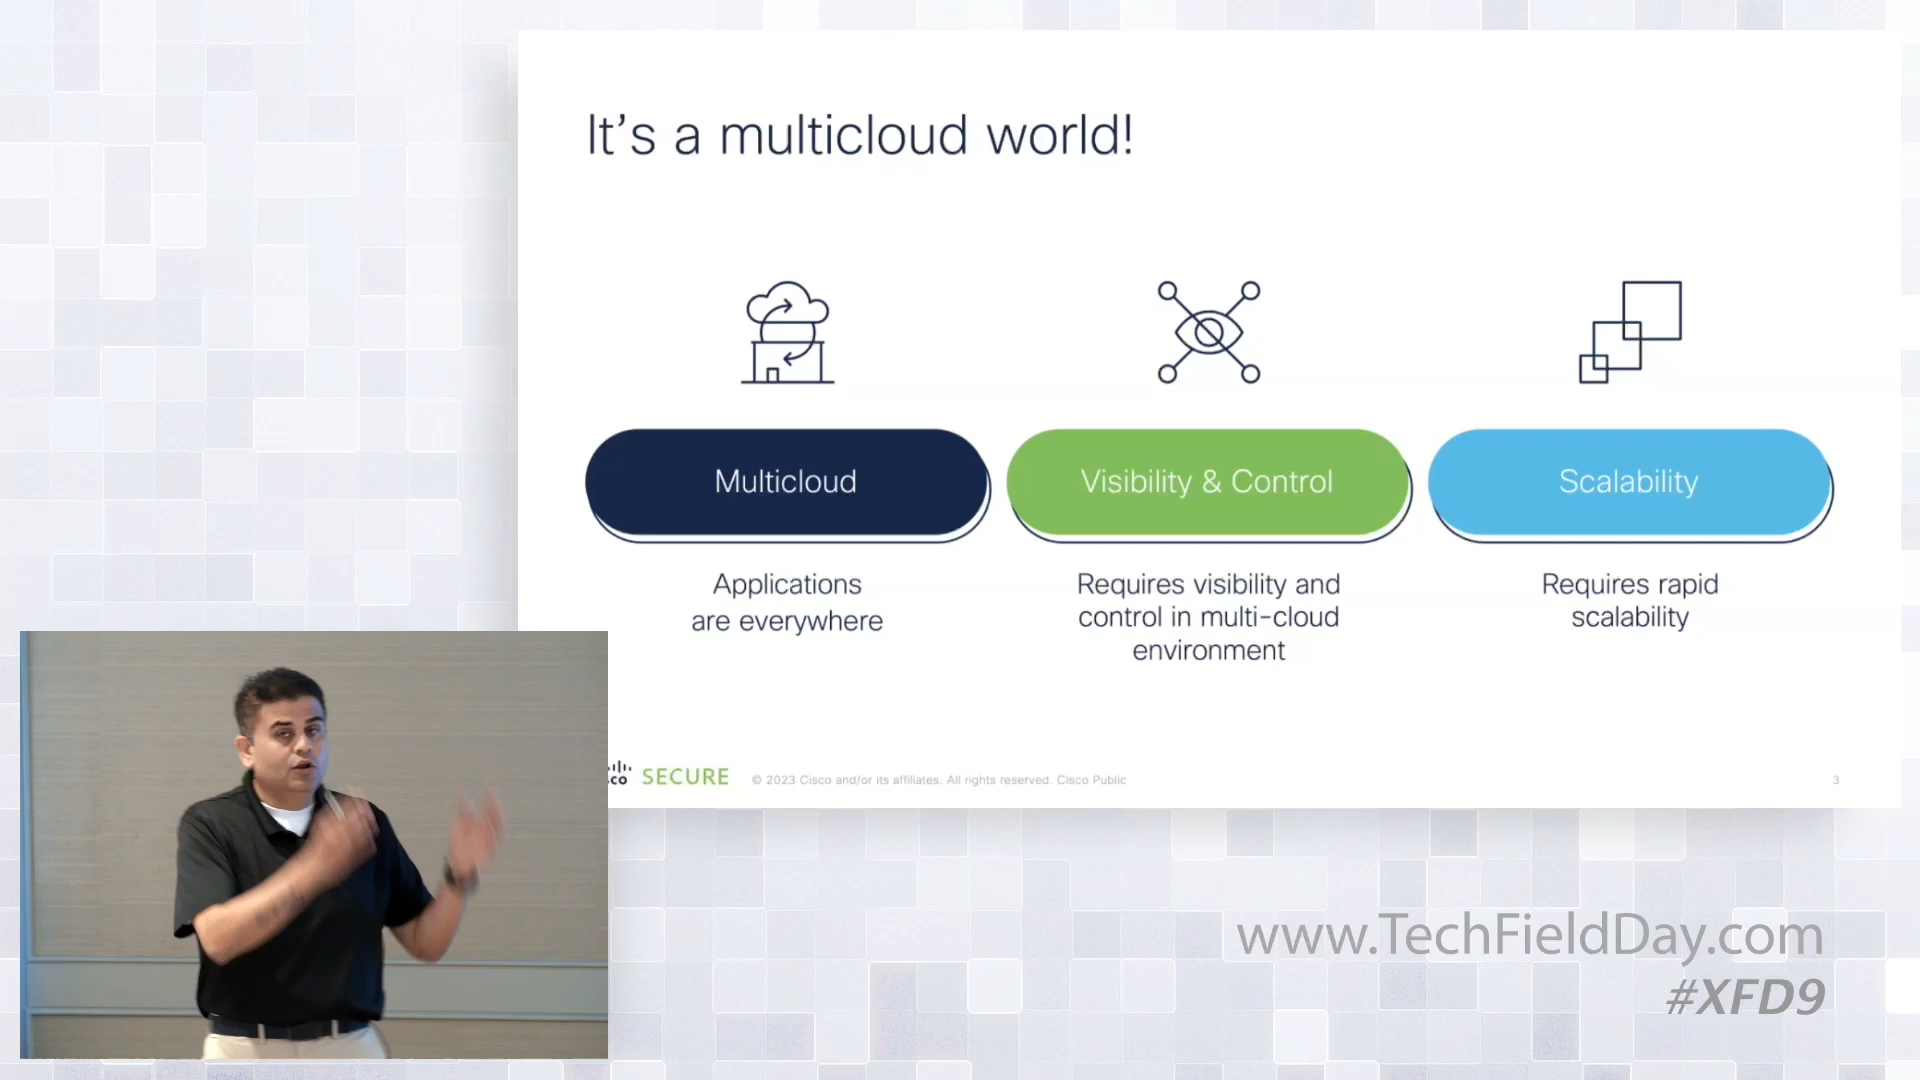 It's a multicloud world!
Multicloud
Applications
are everywhere
Visibility & Control
Requires visibility and
control in multi-cloud
environment
Scalability
Requires rapid
scalability
co SECURE © 2023 Cisco and/or its affiliates. All rights reserved. Cisco Public 3
www.TechFieldDay.com
#XFD9